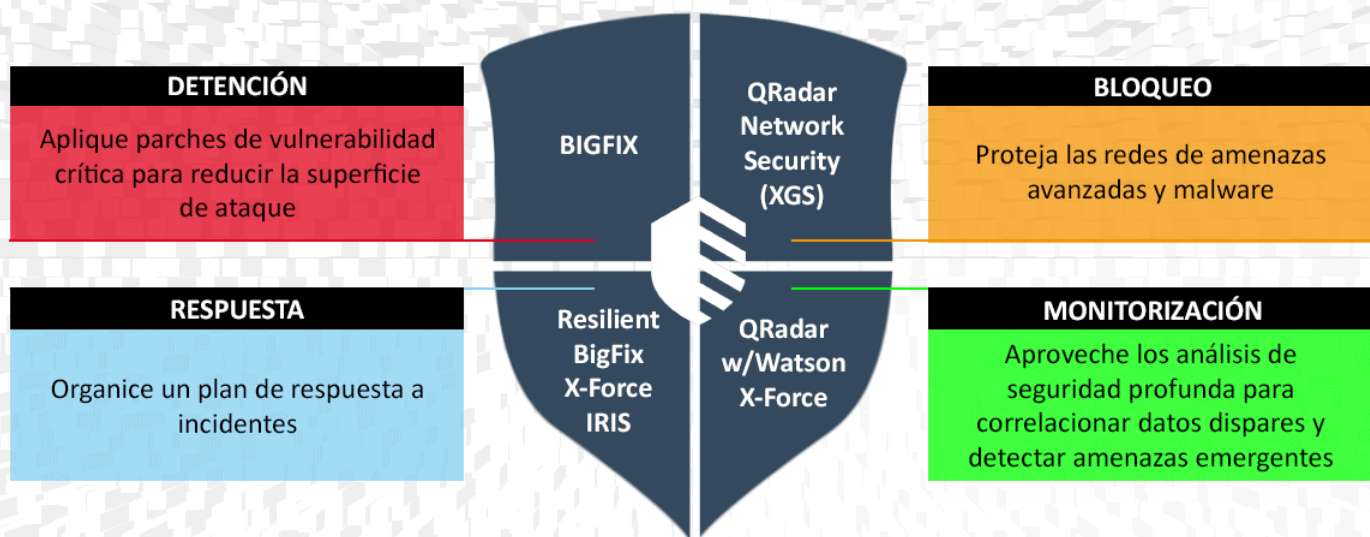 DETENCIÓN
Aplique parches de vulnerabilidad
crítica para reducir la superficie
de ataque
BIGFIX
QRadar
Network
Security
(XGS)
BLOQUEO
Proteja las redes de amenazas
avanzadas y malware
RESPUESTA
Organice un plan de respuesta a
incidentes
Resilient
BigFix
X-Force
IRIS
QRadar
w/Watson
X-Force
MONITORIZACIÓN
Aproveche los análisis de
seguridad profunda para
correlacionar datos dispares y
detectar amenazas emergentes